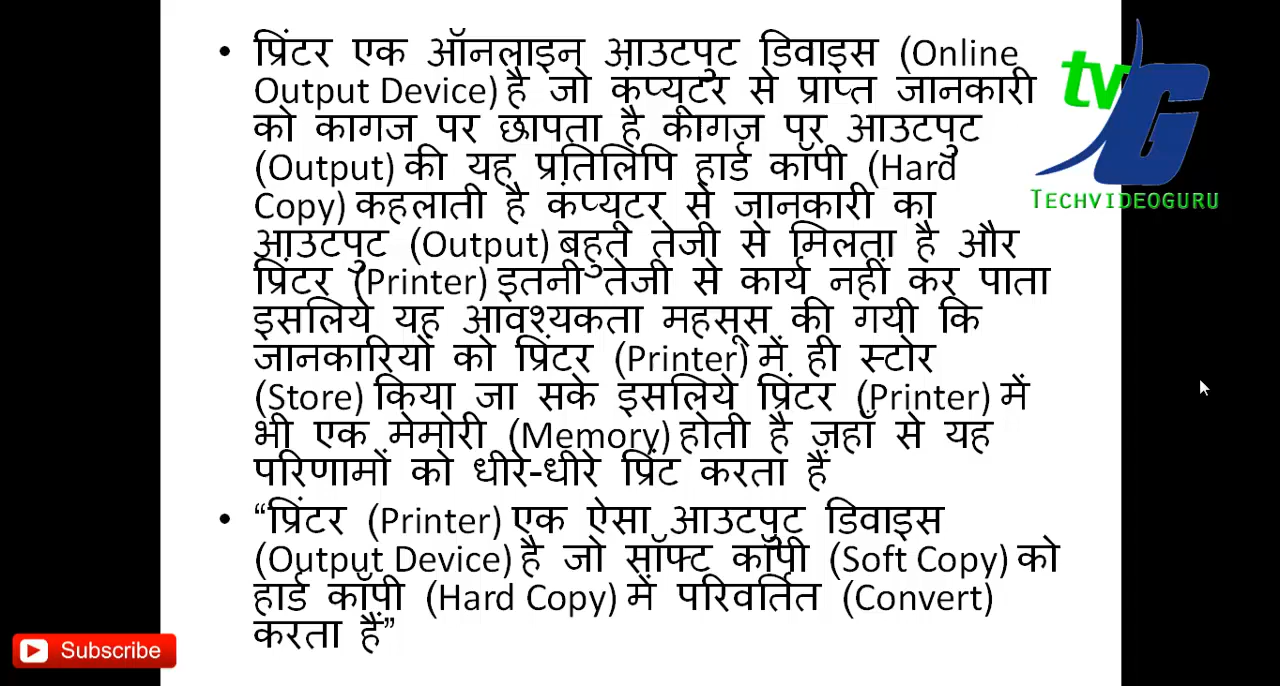 • प्रिंटर एक ऑनलाइन आउटपुट डिवाइस (Online
Output Device) है जो कंप्यूटर से प्राप्त जानकारी
को कागज पर छापता है कागज पर आउटपुट
(Output) की यह प्रतिलिपि हार्ड कॉपी (Hard
Copy) कहलाती है कंप्यूटर से जानकारी का
आउटपुट (Output) बहुत तेजी से मिलता है और
प्रिंटर (Printer) इतनी तेजी से कार्य नहीं कर पाता
इसलिये यह आवश्यकता महसूस की गयी कि
जानकारियों को प्रिंटर (Printer) में ही स्टोर
(Store) किया जा सके इसलिये प्रिंटर (Printer) में
भी एक मेमोरी (Memory) होती है जहाँ से यह
परिणामों को धीरे-धीरे प्रिंट करता हैं
• “प्रिंटर (Printer) एक ऐसा आउटपुट डिवाइस
(Output Device) है जो सॉफ्ट कॉपी (Soft Copy) को
हार्ड कॉपी (Hard Copy) में परिवर्तित (Convert)
करता हैं”
tvG
TECHVIDEOGURU
Subscribe